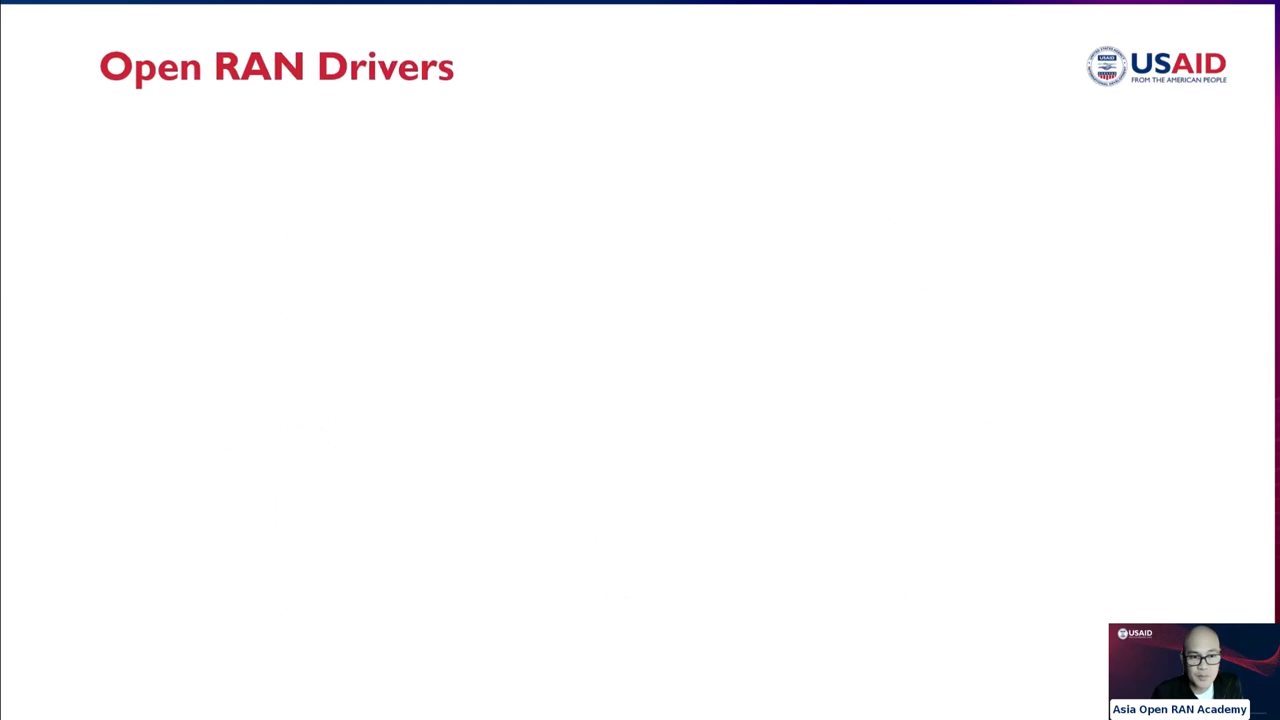 Open RAN Drivers
USAID
FROM THE AMERICAN PEOPLE
USAID
Asia Open RAN Academy